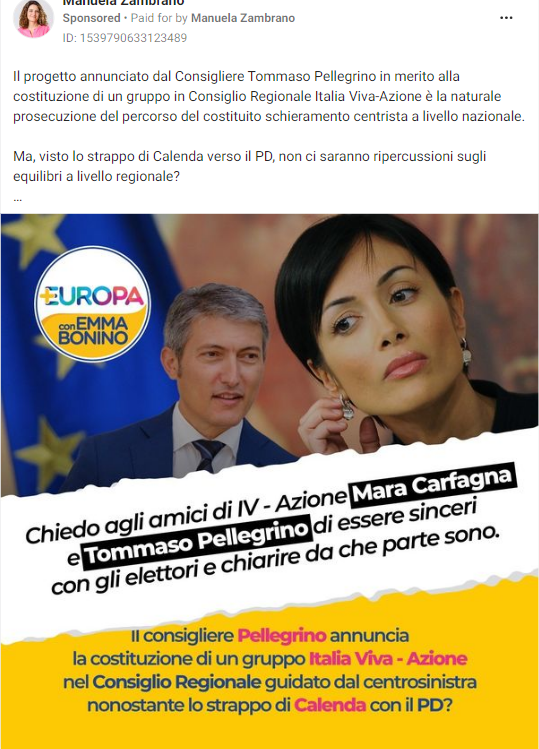 Manuela Zambrano
Sponsored • Paid for by Manuela Zambrano
ID: 1539790633123489
Il progetto annunciato dal Consigliere Tommaso Pellegrino in merito alla
costituzione di un gruppo in Consiglio Regionale Italia Viva-Azione è la naturale
prosecuzione del percorso del costituito schieramento centrista a livello nazionale.
Ma, visto lo strappo di Calenda verso il PD, non ci saranno ripercussioni sugli
equilibri a livello regionale?
...
+EUROPA
con EMMA
BONINO
Chiedo agli amici di IV - Azione Mara Carfagna
e Tommaso Pellegrino di essere sinceri
con gli elettori e chiarire da che parte sono.
Il consigliere Pellegrino annuncia
la costituzione di un gruppo Italia Viva - Azione
nel Consiglio Regionale guidato dal centrosinistra
nonostante lo strappo di Calenda con il PD?